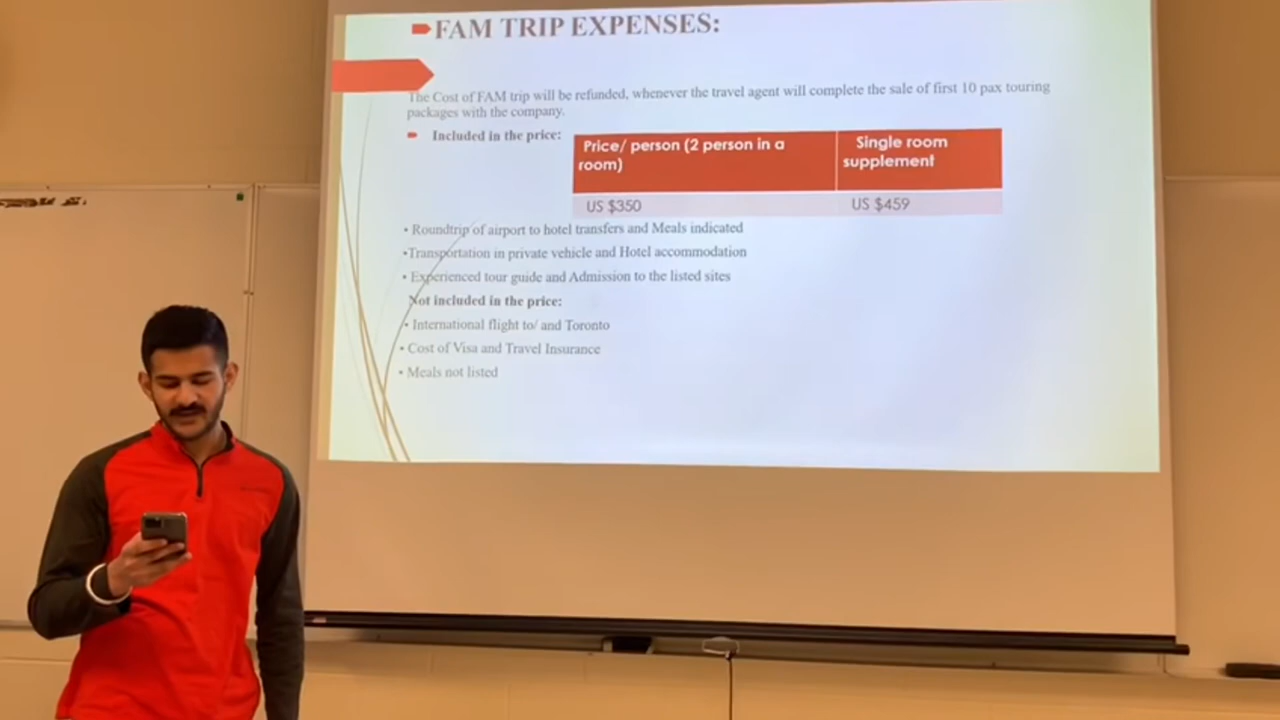 FAM TRIP EXPENSES:
The Cost of FAM trip will be refunded, whenever the travel agent will complete the sale of first 10 pax touring
packages with the company.
Included in the price:
Price/ person (2 person in a
room)
Single room
supplement
US $350
US $459
• Roundtrip of airport to hotel transfers and Meals indicated
•Transportation in private vehicle and Hotel accommodation
• Experienced tour guide and Admission to the listed sites
Not included in the price:
• International flight to/ and Toronto
• Cost of Visa and Travel Insurance
• Meals not listed